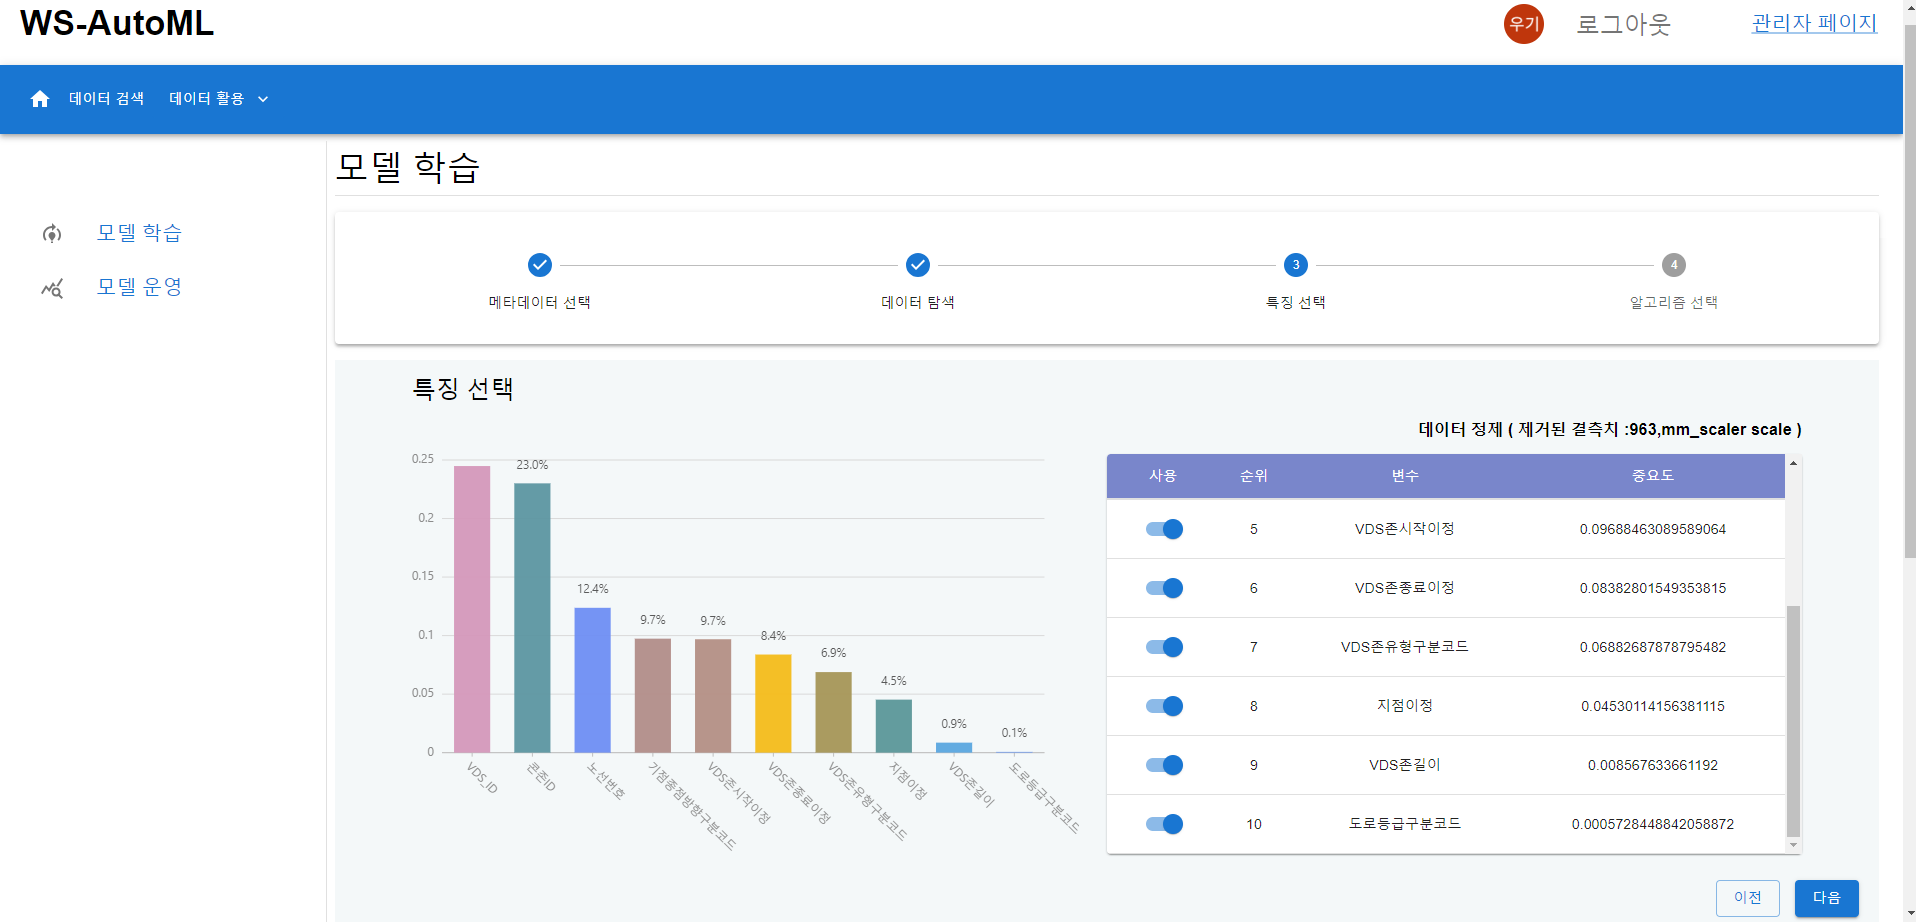 WS-AutoML
우기
로그아웃
관리자 페이지
데이터 검색
데이터 활용
모델 학습
모델 운영
모델 학습
3
4
메타데이터 선택
데이터 탐색
특징 선택
알고리즘 선택
특징 선택
데이터 정제 ( 제거된 결측치 :963,mm_scaler scale )
0.25
0.2
0.15
0.1
0.05
0
23.0%
12.4%
9.7%
9.7%
8.4%
6.9%
4.5%
0.9%
0.1%
VDS_ID
콘존ID
노선번호
기점종점방향구분코드
VDS존시작이정
VDS존종료이정
VDS존유형구분코드
지점이정
VDS존길이
도로등급구분코드
사용 순위 변수 중요도
5 VDS존시작이정 0.09688463089589064
6 VDS존종료이정 0.08382801549353815
7 VDS존유형구분코드 0.06882687878795482
8 지점이정 0.04530114156381115
9 VDS존길이 0.008567633661192
10 도로등급구분코드 0.0005728448842058872
이전
다음